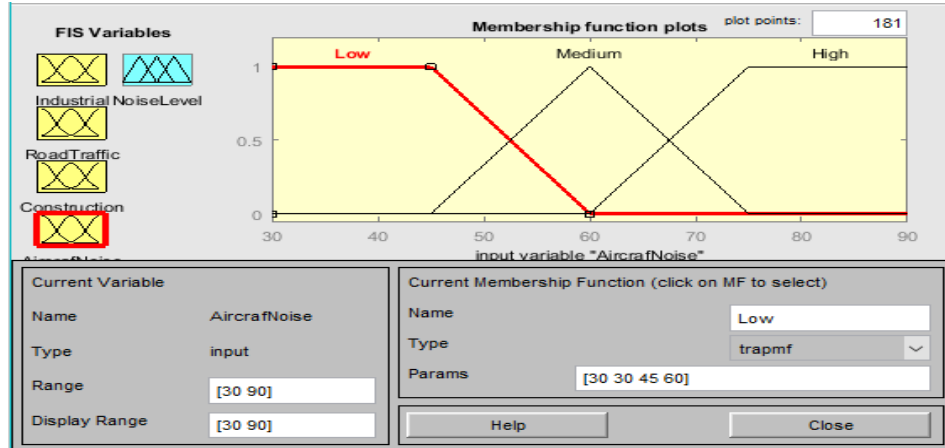 FIS Variables
Membership function plots
plot points:
181
Low
Medium
High
1
0.5
0
30
40
50
60
70
80
90
input variable "AircrafNoise"
Industrial NoiseLevel
RoadTraffic
Construction
AircrafNoise
Current Variable
Name
AircrafNoise
Type
input
Range
[30 90]
Display Range
[30 90]
Current Membership Function (click on MF to select)
Name
Low
Type
trapmf
Params
[30 30 45 60]
Help
Close